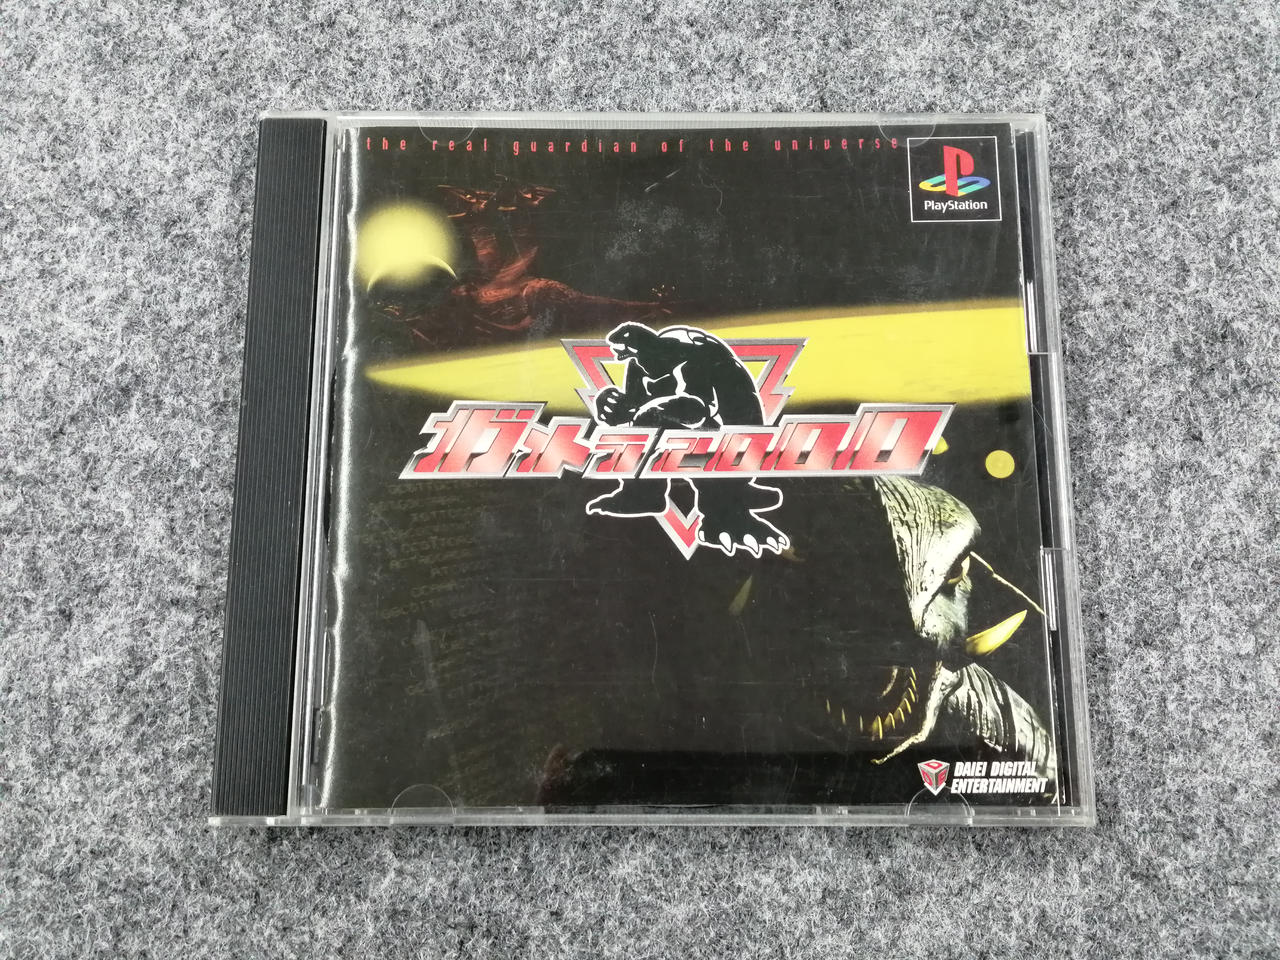 the real guardian of the universe
PlayStation
ガメラ2000
DAIEI DIGITAL
ENTERTAINMENT